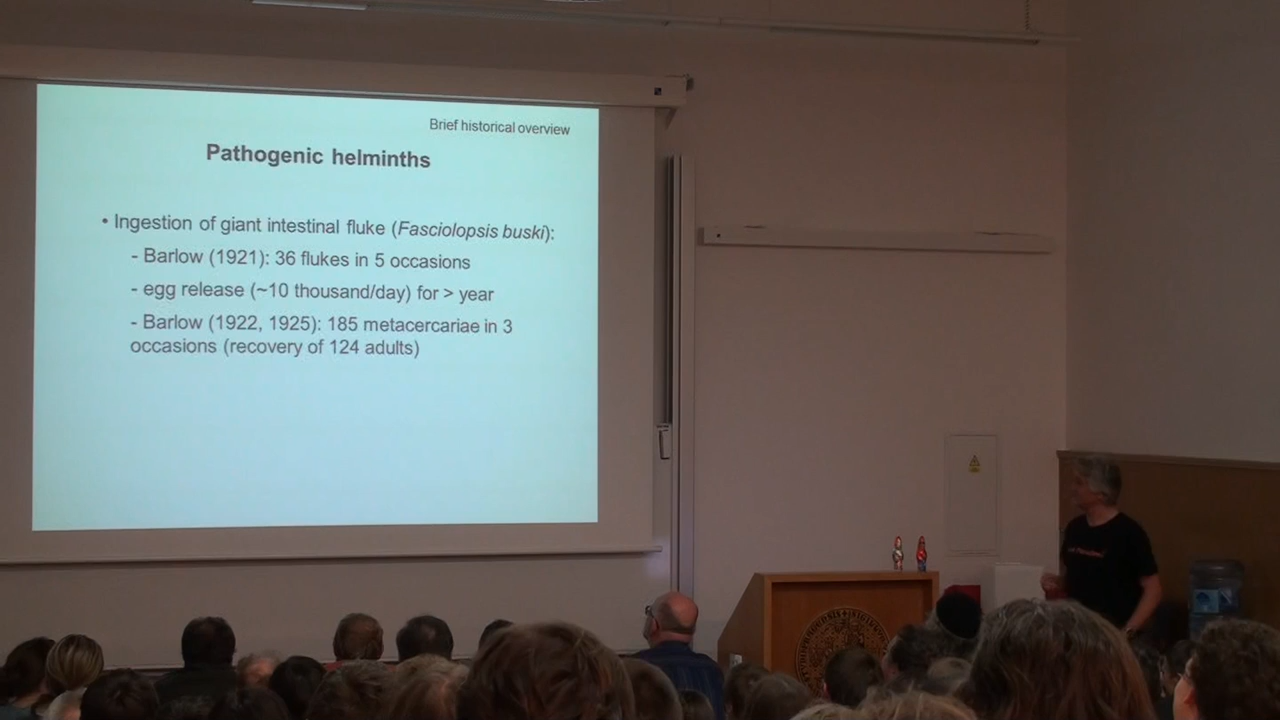 Brief historical overview
Pathogenic helminths
• Ingestion of giant intestinal fluke (Fasciolopsis buski):
- Barlow (1921): 36 flukes in 5 occasions
- egg release (~10 thousand/day) for > year
- Barlow (1922, 1925): 185 metacercariae in 3
occasions (recovery of 124 adults)